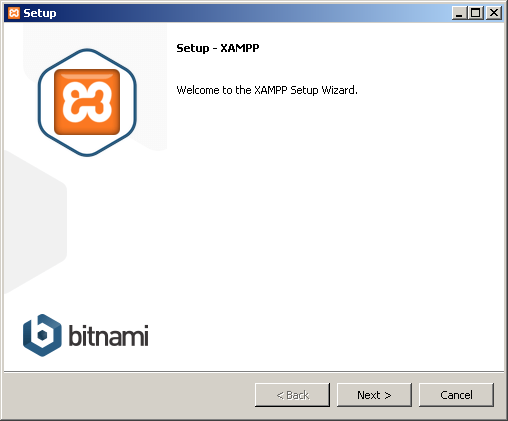 Setup
Setup - XAMPP
Welcome to the XAMPP Setup Wizard.
bitnami
< Back
Next >
Cancel